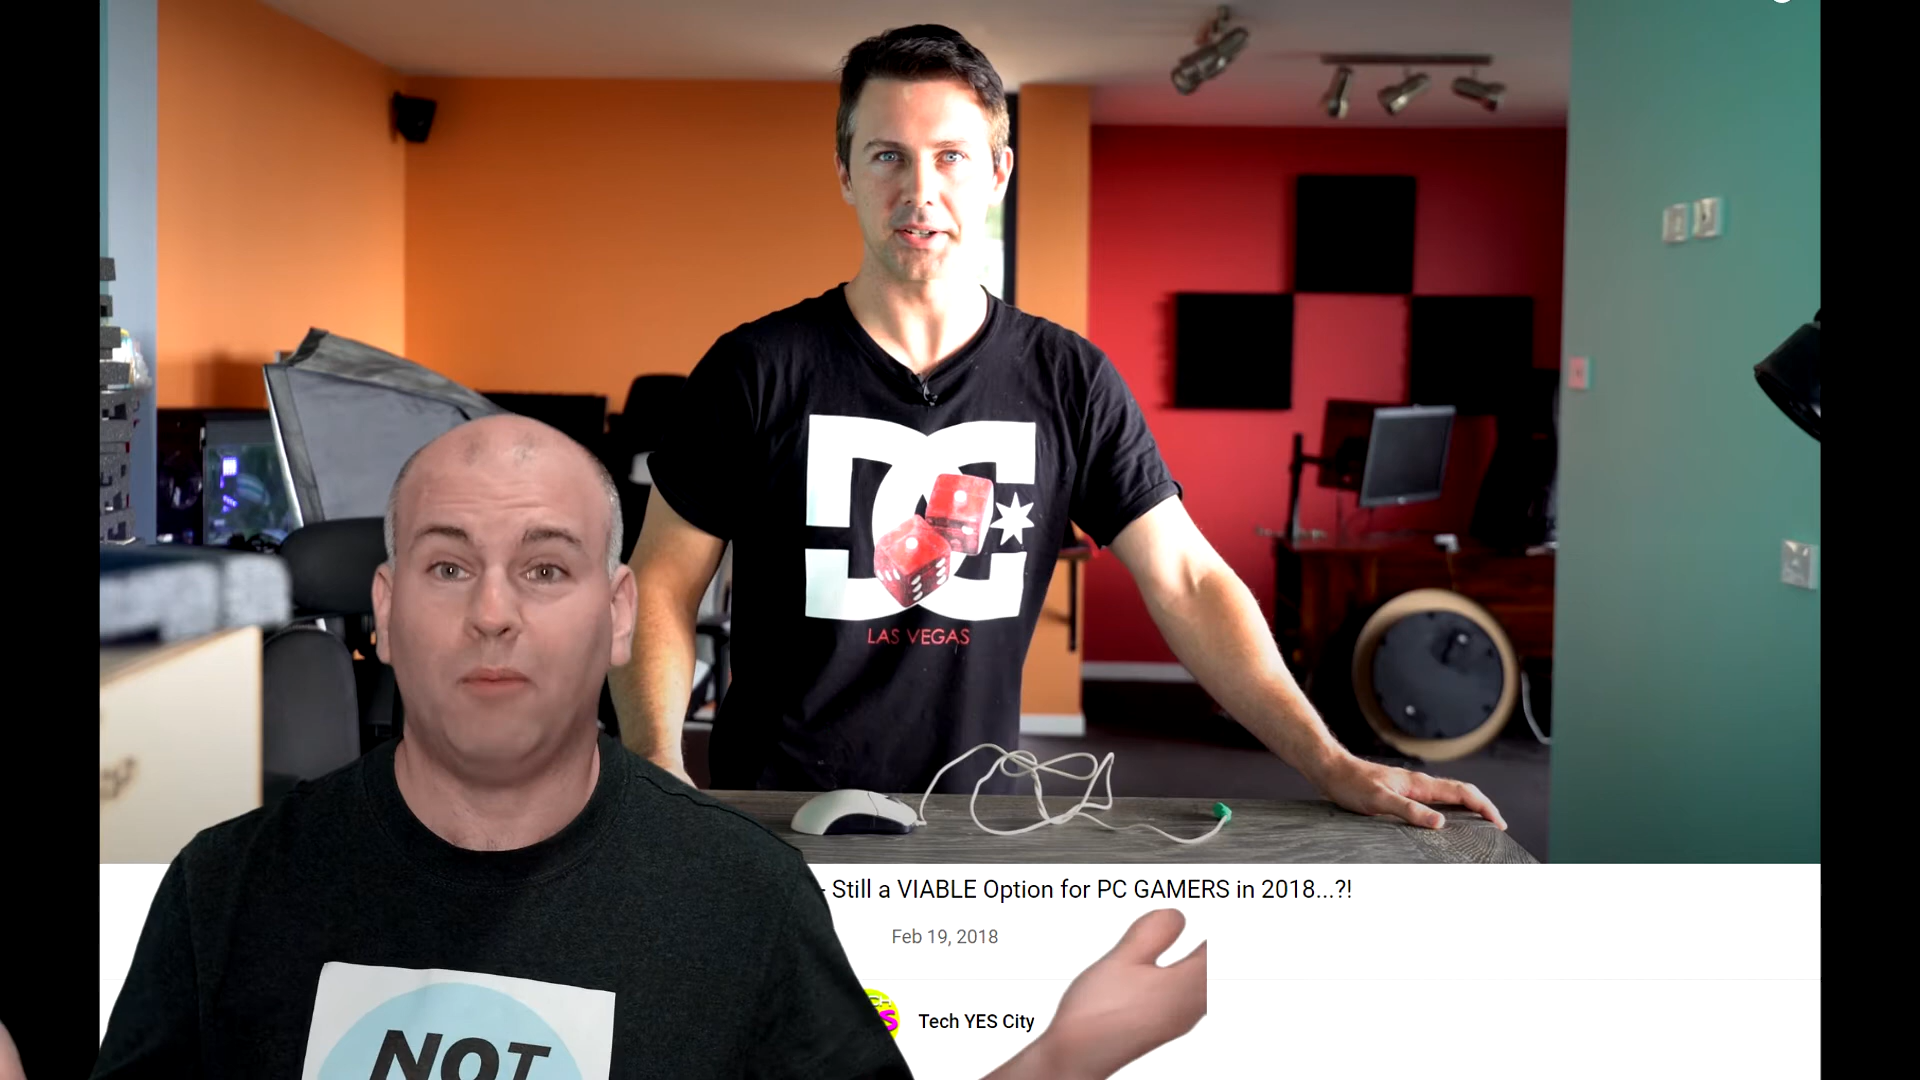 DC
LAS VEGAS
- Still a VIABLE Option for PC GAMERS in 2018...?!
Feb 19, 2018
Tech YES City
NOT